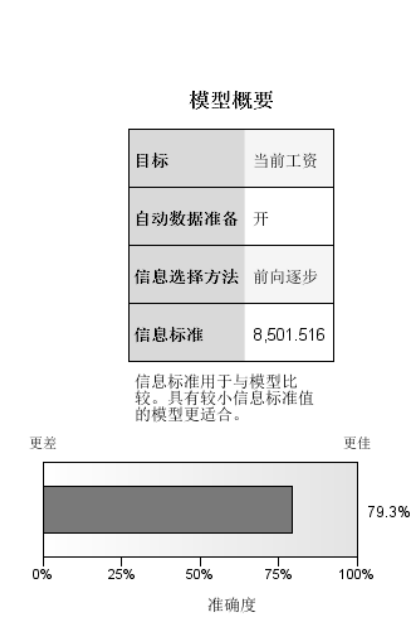 模型概要
目标 当前工资
自动数据准备 开
信息选择方法 前向逐步
信息标准 8,501.516
信息标准用于与模型比
较。具有较小信息标准值
的模型更适合。
更差 更佳
79.3%
0% 25% 50% 75% 100%
准确度